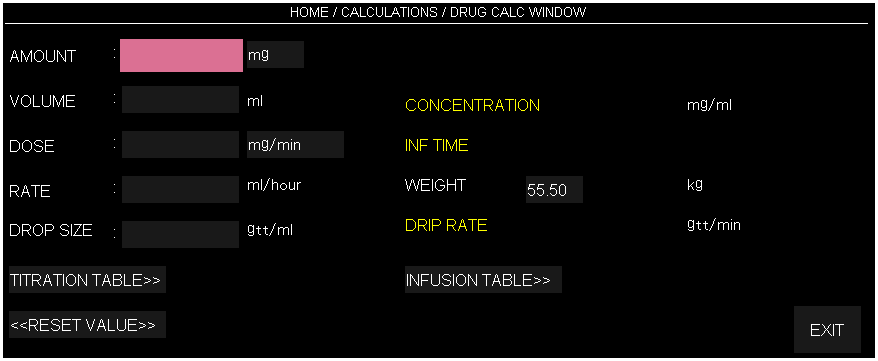 HOME / CALCULATIONS / DRUG CALC WINDOW
AMOUNT : mg
VOLUME : ml CONCENTRATION mg/ml
DOSE : mg/min INF TIME
RATE : ml/hour WEIGHT 55.50 kg
DROP SIZE : gtt/ml DRIP RATE gtt/min
TITRATION TABLE>> INFUSION TABLE>>
<<RESET VALUE>> EXIT